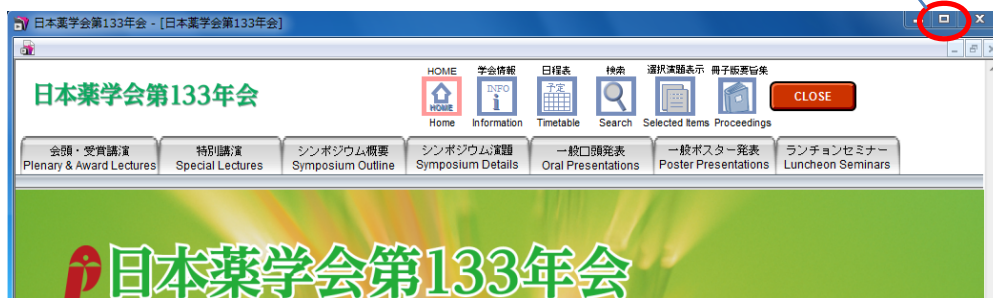 日本薬学会第133年会 - [日本薬学会第133年会]
HOME 学会情報 日程表 検索 選択演題表示 冊子版要旨集
日本薬学会第133年会
HOME INFO i 予定
CLOSE
Home Information Timetable Search Selected Items Proceedings
会頭・受賞講演 特別講演 シンポジウム概要 シンポジウム演題 一般口頭発表 一般ポスター発表 ランチョンセミナー
Plenary & Award Lectures Special Lectures Symposium Outline Symposium Details Oral Presentations Poster Presentations Luncheon Seminars
日本薬学会第133年会